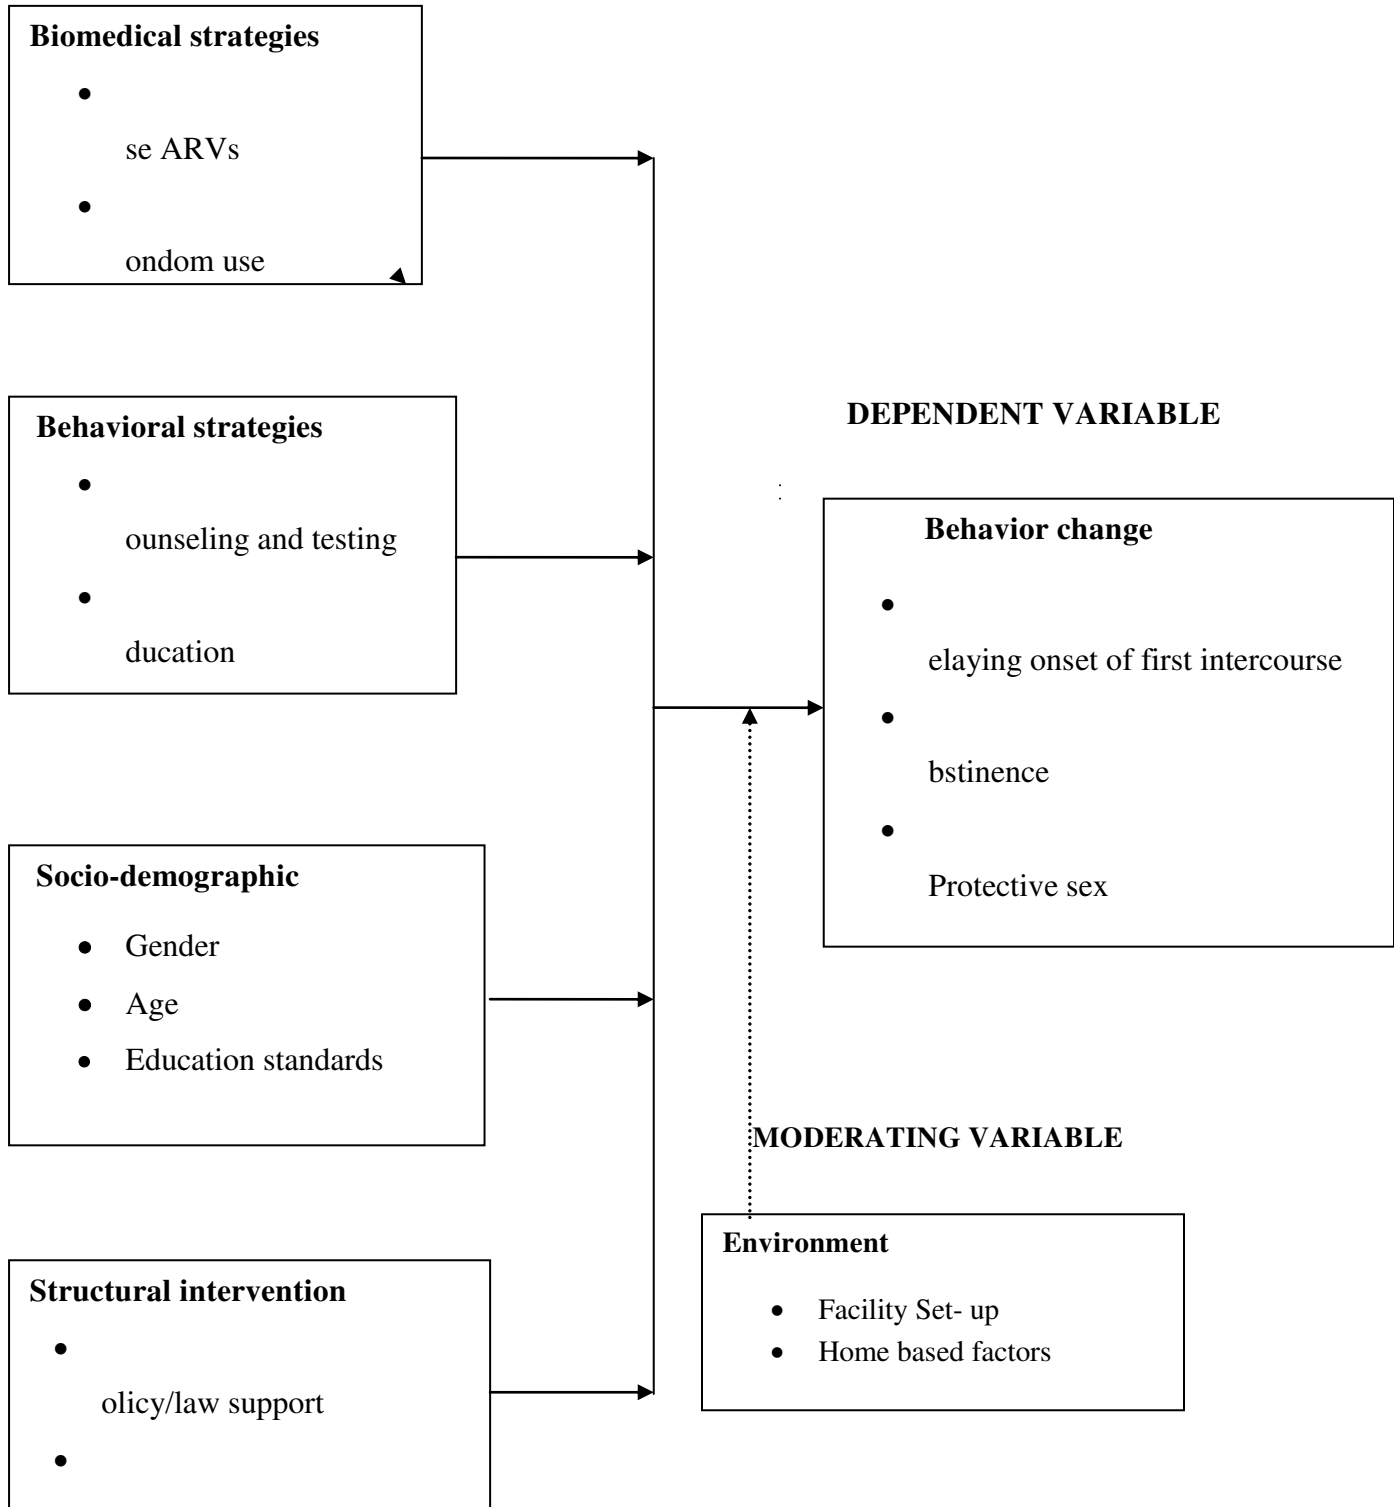 Biomedical strategies
•
se ARVs
•
ondom use
Behavioral strategies
•
ounseling and testing
•
ducation
Socio-demographic
• Gender
• Age
• Education standards
Structural intervention
•
olicy/law support
•
DEPENDENT VARIABLE
Behavior change
•
elaying onset of first intercourse
•
bstinence
•
Protective sex
MODERATING VARIABLE
Environment
• Facility Set- up
• Home based factors